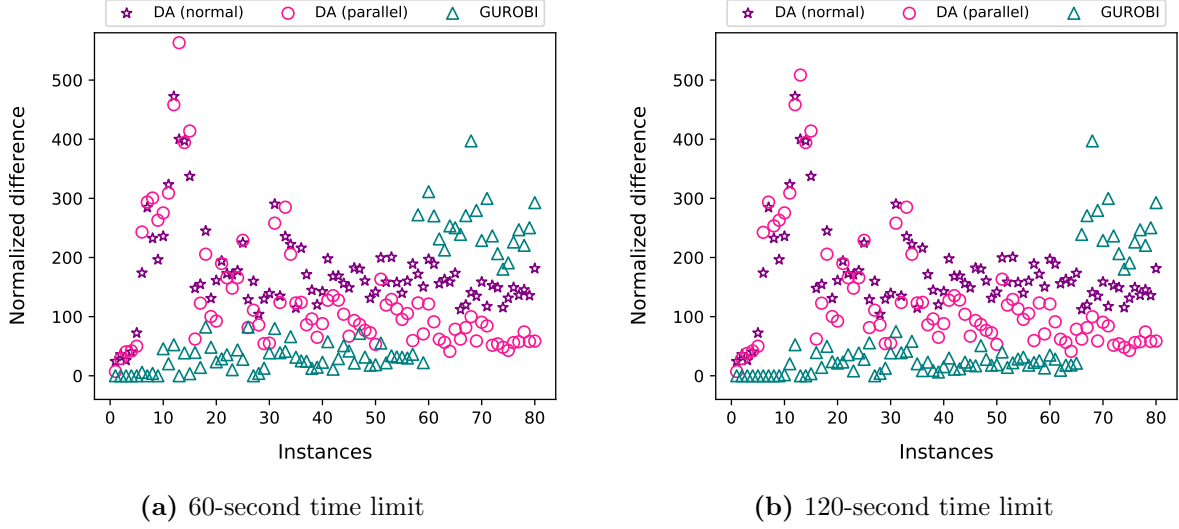 DA (normal) DA (parallel) GUROBI
500
400
300
200
100
0
Normalized difference
0 10 20 30 40 50 60 70 80
Instances
(a) 60-second time limit
DA (normal) DA (parallel) GUROBI
500
400
300
200
100
0
Normalized difference
0 10 20 30 40 50 60 70 80
Instances
(b) 120-second time limit